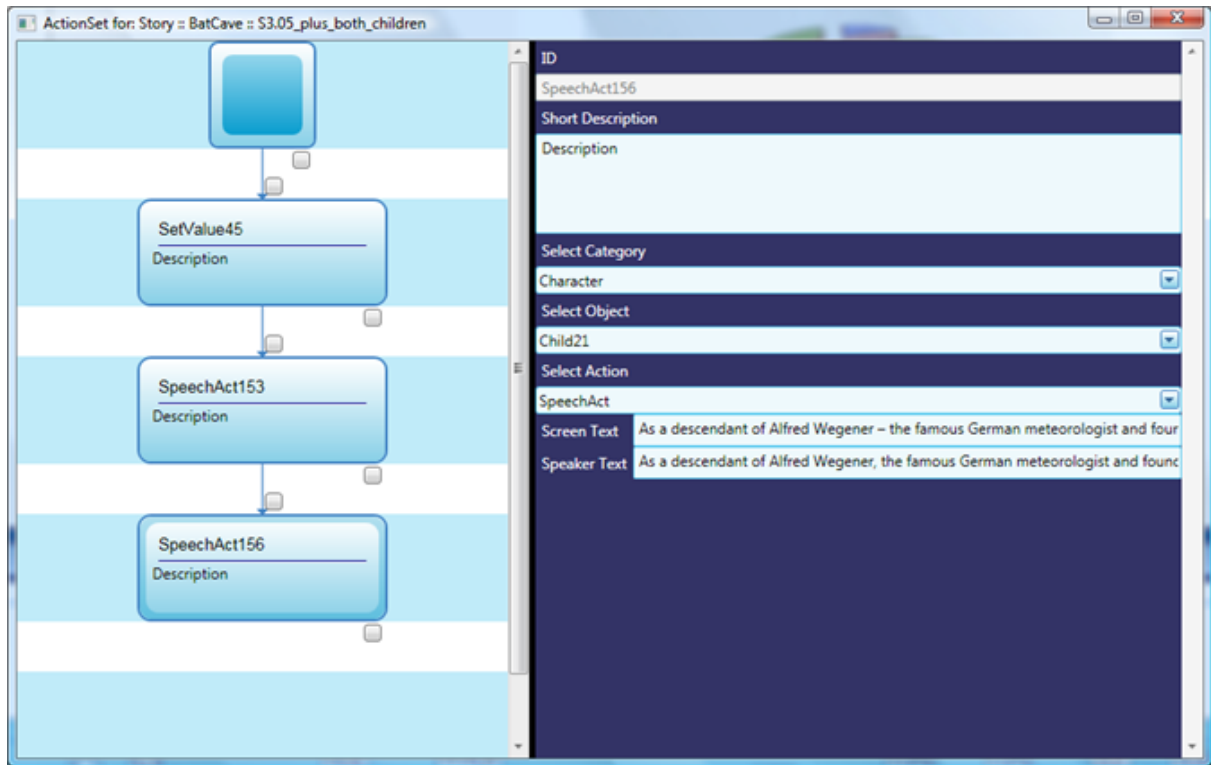 ActionSet for: Story :: BatCave :: S3.05_plus_both_children
SetValue45
Description
SpeechAct153
Description
SpeechAct156
Description
ID
SpeechAct156
Short Description
Description
Select Category
Character
Select Object
Child21
Select Action
SpeechAct
Screen Text As a descendant of Alfred Wegener – the famous German meteorologist and four
Speaker Text As a descendant of Alfred Wegener, the famous German meteorologist and founc